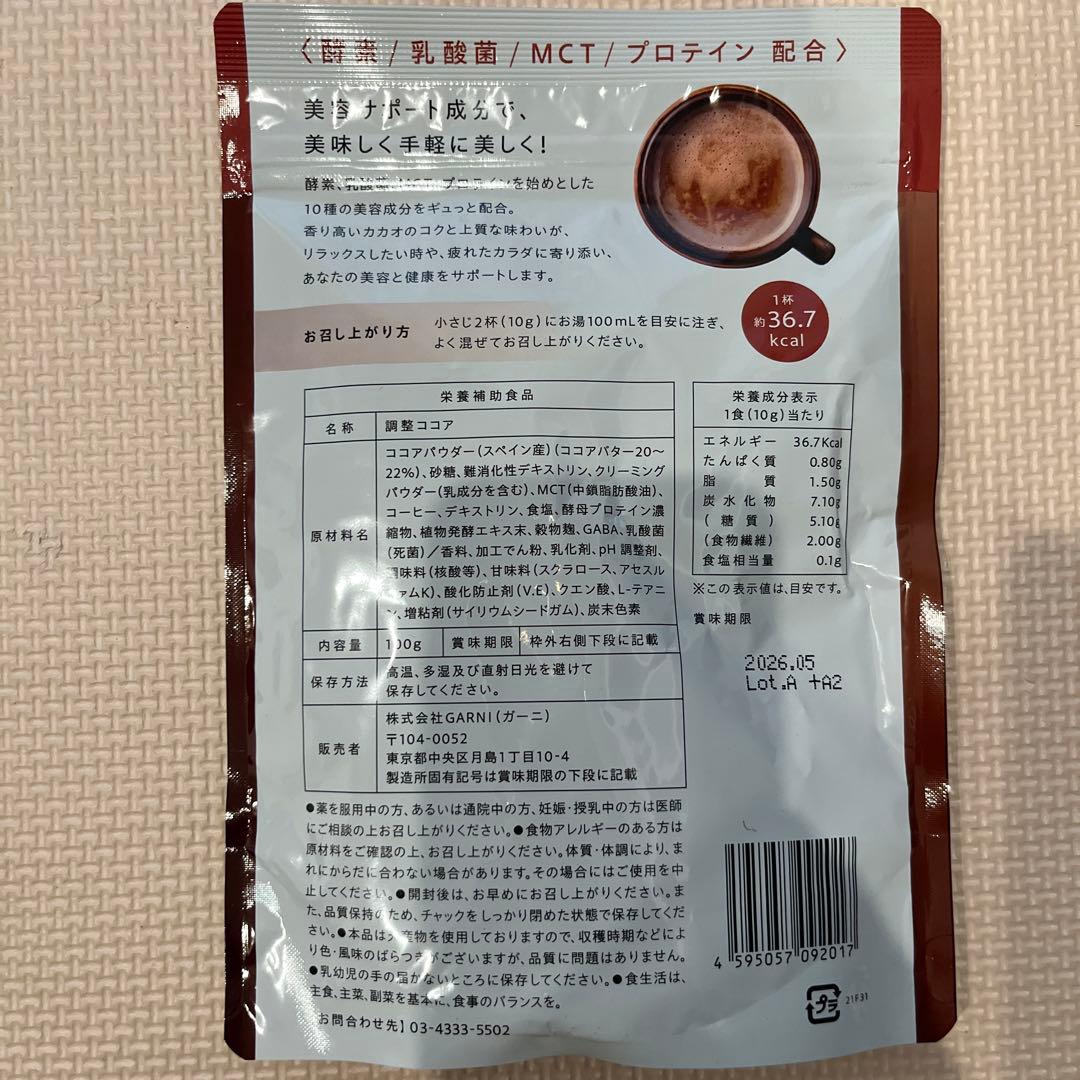 〈酵素/乳酸菌/MCT/プロテイン 配合〉
美容サポート成分で、
美味しく手軽に美しく!
酵素、乳酸菌、MCT、プロテインを始めとした
10種の美容成分をギュっと配合。
香り高いカカオのコクと上質な味わいが、
リラックスしたい時や、疲れたカラダに寄り添い、
あなたの美容と健康をサポートします。
1杯
約36.7
kcal
お召し上がり方
小さじ2杯(10g)にお湯100mLを目安に注ぎ、
よく混ぜてお召し上がりください。
栄養補助食品
名称 調整ココア
原材料名
ココアパウダー(スペイン産)(ココアバター20〜
22%)、砂糖、難消化性デキストリン、クリーミング
パウダー(乳成分を含む)、MCT(中鎖脂肪酸油)、
コーヒー、デキストリン、食塩、酵母プロテイン濃
縮物、植物発酵エキス末、穀物麹、GABA、乳酸菌
(死菌)/香料、加工でん粉、乳化剤、pH調整剤、
調味料(核酸等)、甘味料(スクラロース、アセスル
ファムK)、酸化防止剤(V.E)、クエン酸、L-テアニ
ン、増粘剤(サイリウムシードガム)、炭末色素
内容量 100g 賞味期限 枠外右側下段に記載
保存方法
高温、多湿及び直射日光を避けて
保存してください。
販売者
株式会社GARNI(ガーニ)
〒104-0052
東京都中央区月島1丁目10-4
製造所固有記号は賞味期限の下段に記載
栄養成分表示
1食(10g)当たり
エネルギー 36.7Kcal
たんぱく質 0.80g
脂質 1.50g
炭水化物 7.10g
(糖質) 5.10g
(食物繊維) 2.00g
食塩相当量 0.1g
※この表示値は、目安です。
賞味期限
2026.05
Lot.A +A2
●薬を服用中の方、あるいは通院中の方、妊娠・授乳中の方は医師
にご相談の上お召し上がりください。●食物アレルギーのある方は
原材料をご確認の上、お召し上がりください。体質・体調により、ま
れにからだに合わない場合があります。その場合にはご使用を中
止してください。●開封後は、お早めにお召し上がりください。ま
た、品質保持のため、チャックをしっかり閉めた状態で保存してくだ
さい。●本品は天産物を使用しておりますので、収穫時期などによ
り色・風味のばらつきがございますが、品質に問題はありません。
●乳幼児の手の届かないところに保存してください。●食生活は、
主食、主菜、副菜を基本に、食事のバランスを。
【お問合わせ先】03-4333-5502
4 595057 092017
プラ
21F31